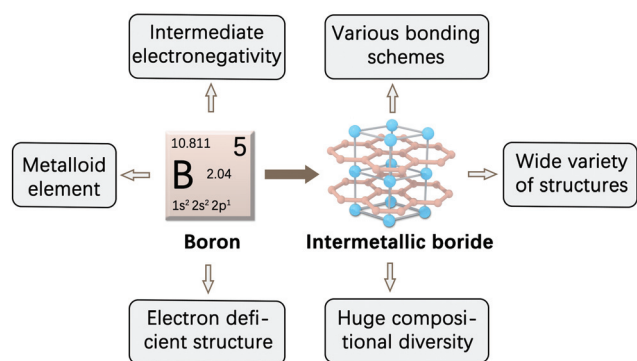 Intermediate
electronegativity
Various bonding
schemes
Metalloid
element
10.811 5
B 2.04
1s² 2s² 2p¹
Boron
Intermetallic boride
Wide variety
of structures
Electron defi-
cient structure
Huge composi-
tional diversity